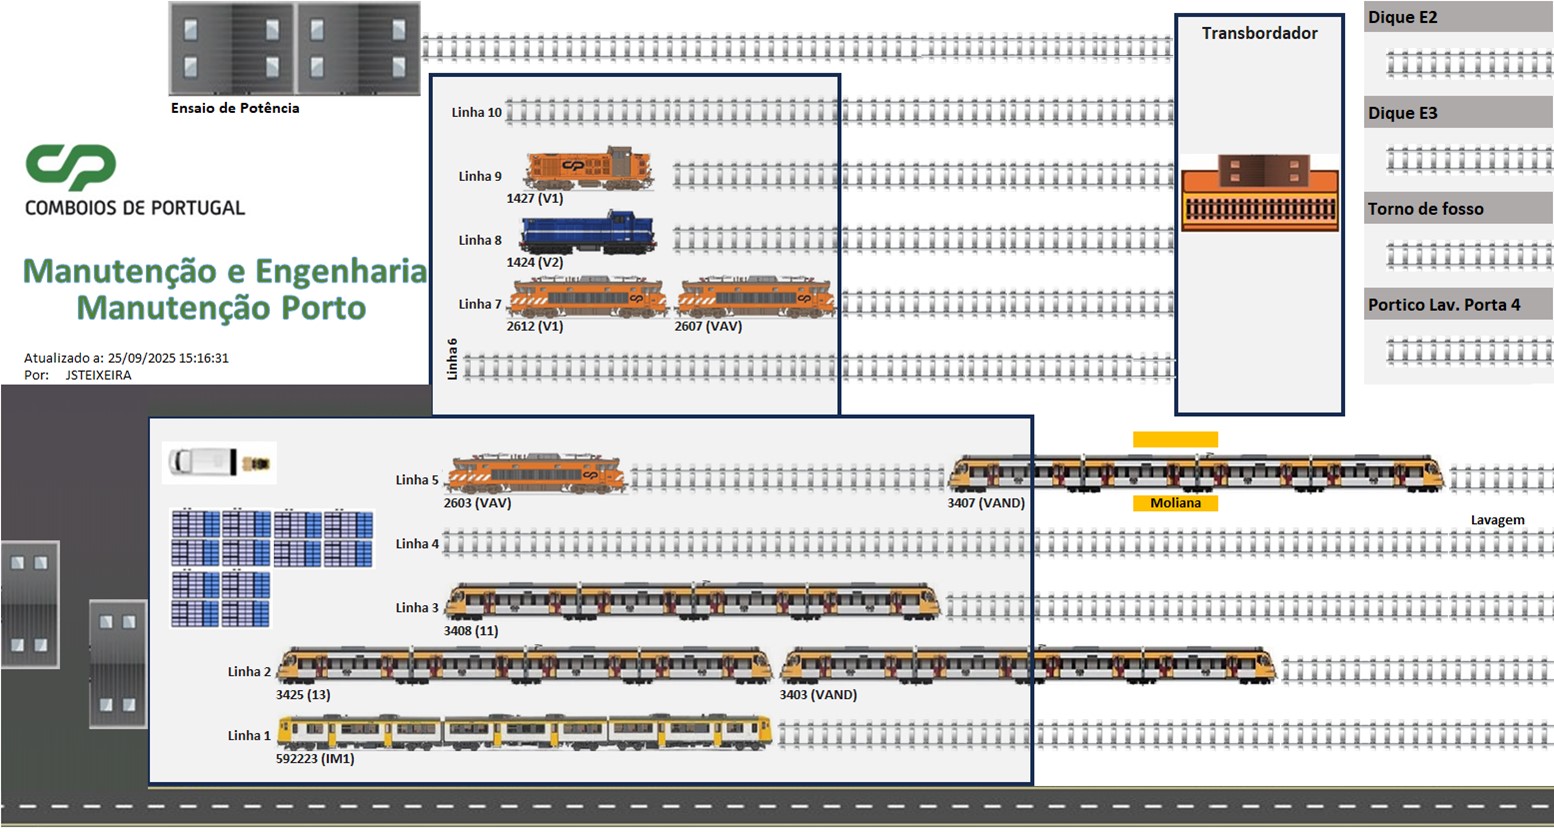 Ensaio de Potência
COMBOIOS DE PORTUGAL
Manutenção e Engenharia
Manutenção Porto
Atualizado a: 25/09/2025 15:16:31
Por: JSTEIXEIRA
Linha 10
Linha 9
1427 (V1)
Linha 8
1424 (V2)
Linha 7
2612 (V1)
2607 (VAV)
Linha6
Transbordador
Dique E2
Dique E3
Torno de fosso
Portico Lav. Porta 4
Linha 5
2603 (VAV)
3407 (VAND)
Moliana
Lavagem
Linha 4
Linha 3
3408 (11)
Linha 2
3425 (13)
3403 (VAND)
Linha 1
592223 (IM1)